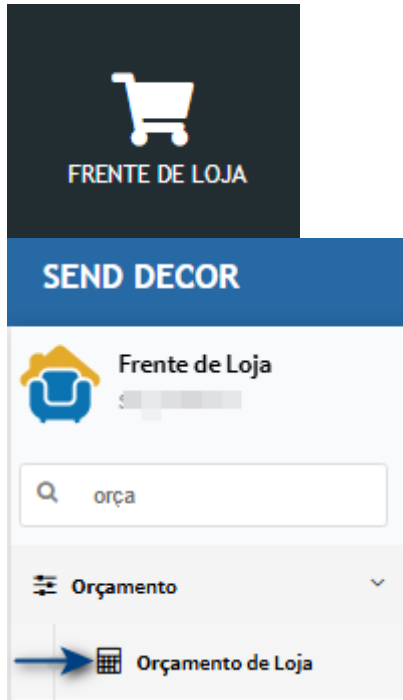 FRENTE DE LOJA
SEND DECOR
Frente de Loja
orça
Orçamento
Orçamento de Loja